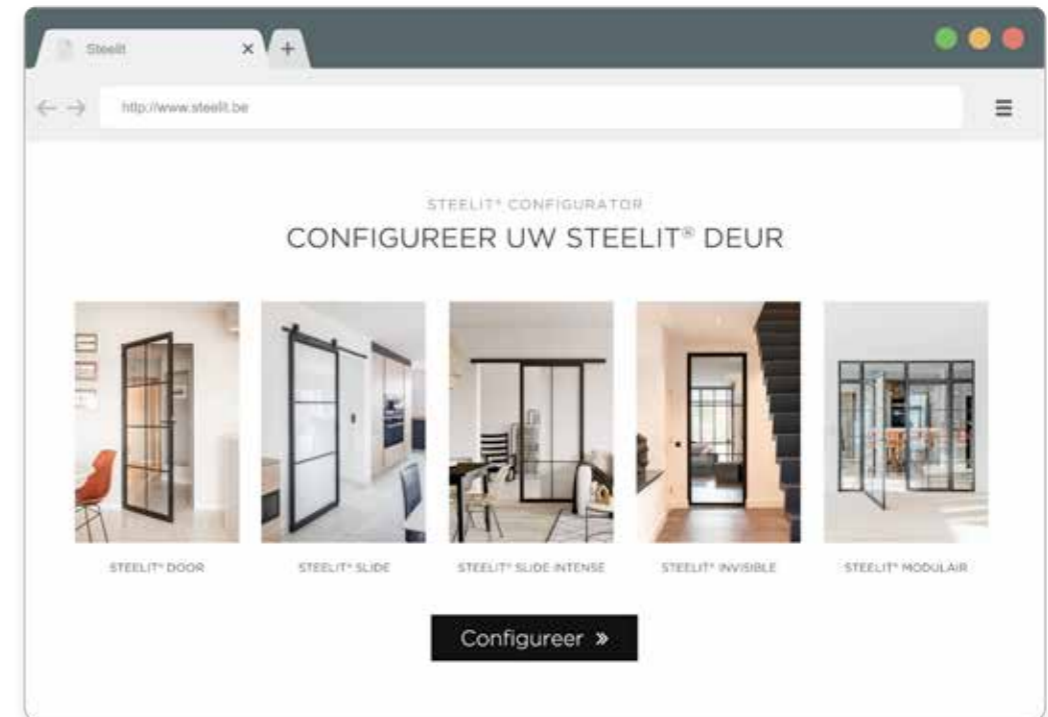 Steelit
http://www.steelit.be
STEELIT® CONFIGURATOR
CONFIGUREER UW STEELIT® DEUR
STEELIT® DOOR
STEELIT® SLIDE
STEELIT® SLIDE INTENSE
STEELIT® INVISIBLE
STEELIT® MODULAIR
Configureer »